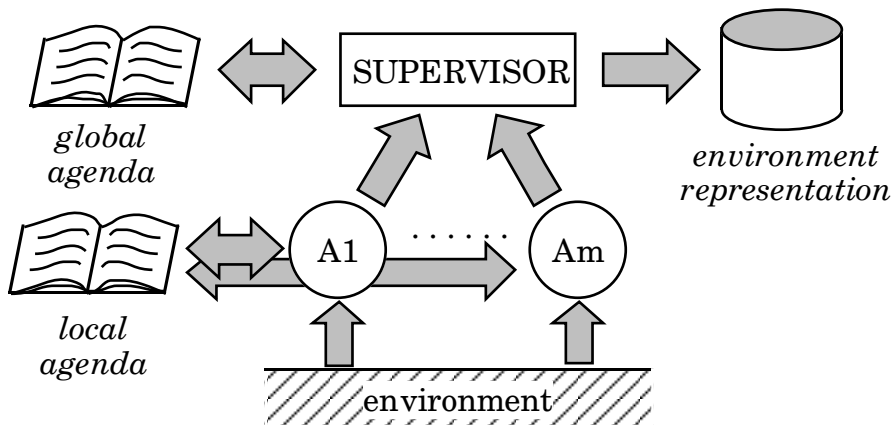 SUPERVISOR
global
agenda
environment
representation
A1
......
Am
local
agenda
environment